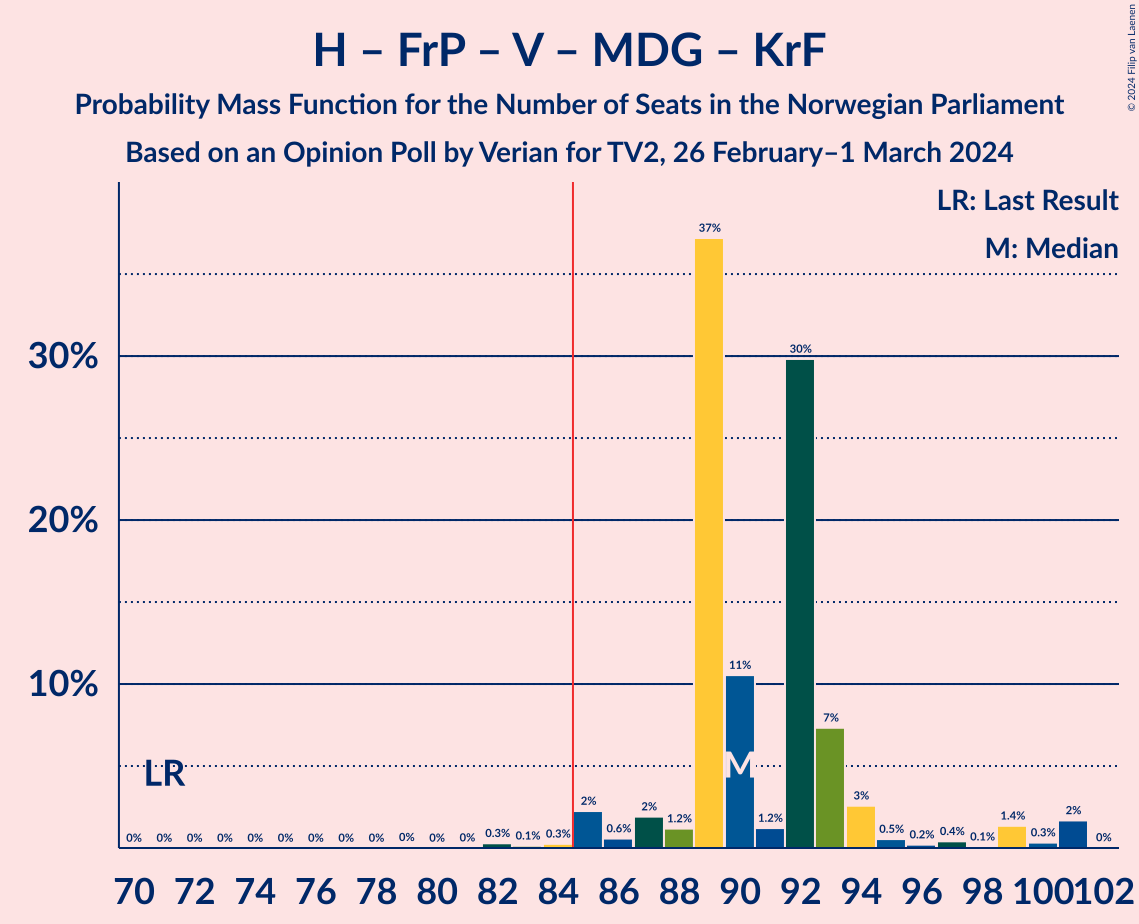 H – FrP – V – MDG – KrF
Probability Mass Function for the Number of Seats in the Norwegian Parliament
Based on an Opinion Poll by Verian for TV2, 26 February–1 March 2024
© 2024 Filip van Laenen
LR: Last Result
M: Median
30%
20%
10%
LR
M
0% 0% 0% 0% 0% 0% 0% 0% 0% 0% 0% 0% 0.3% 0.1% 0.3% 2% 0.6% 2% 1.2% 37% 11% 1.2% 30% 7% 3% 0.5% 0.2% 0.4% 0.1% 1.4% 0.3% 2% 0%
70 72 74 76 78 80 82 84 86 88 90 92 94 96 98 100 102